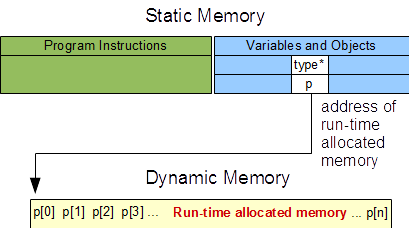 Static Memory
Program Instructions
Variables and Objects
type*
p
address of
run-time
allocated
memory
Dynamic Memory
p[0] p[1] p[2] p[3] ... Run-time allocated memory ... p[n]